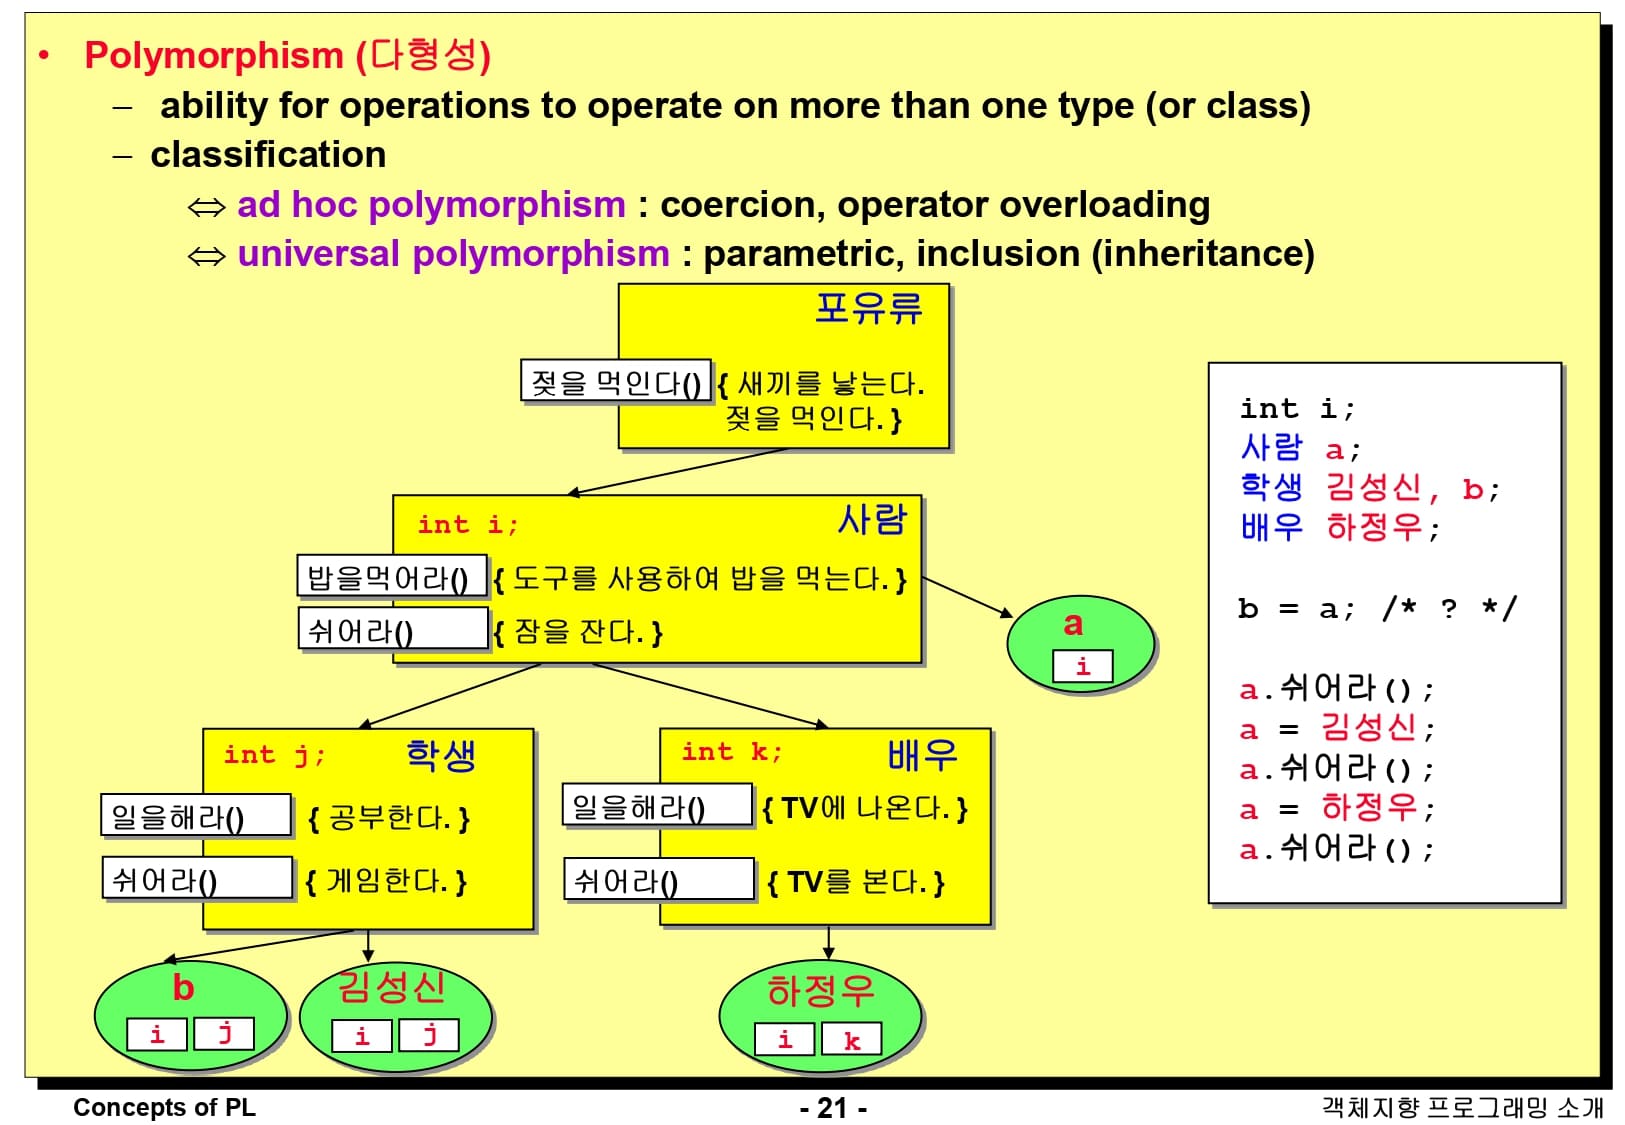 • Polymorphism (다형성)
– ability for operations to operate on more than one type (or class)
– classification
⇔ ad hoc polymorphism : coercion, operator overloading
⇔ universal polymorphism : parametric, inclusion (inheritance)
포유류
젖을 먹인다() { 새끼를 낳는다.
젖을 먹인다. }
int i; 사람
밥을먹어라() { 도구를 사용하여 밥을 먹는다. }
쉬어라() { 잠을 잔다. }
a
i
int j; 학생
일을해라() { 공부한다. }
쉬어라() { 게임한다. }
int k; 배우
일을해라() { TV에 나온다. }
쉬어라() { TV를 본다. }
b
i j
김성신
i j
하정우
i k
int i;
사람 a;
학생 김성신, b;
배우 하정우;
b = a; /* ? */
a.쉬어라();
a = 김성신;
a.쉬어라();
a = 하정우;
a.쉬어라();
Concepts of PL
- 21 -
객체지향 프로그래밍 소개